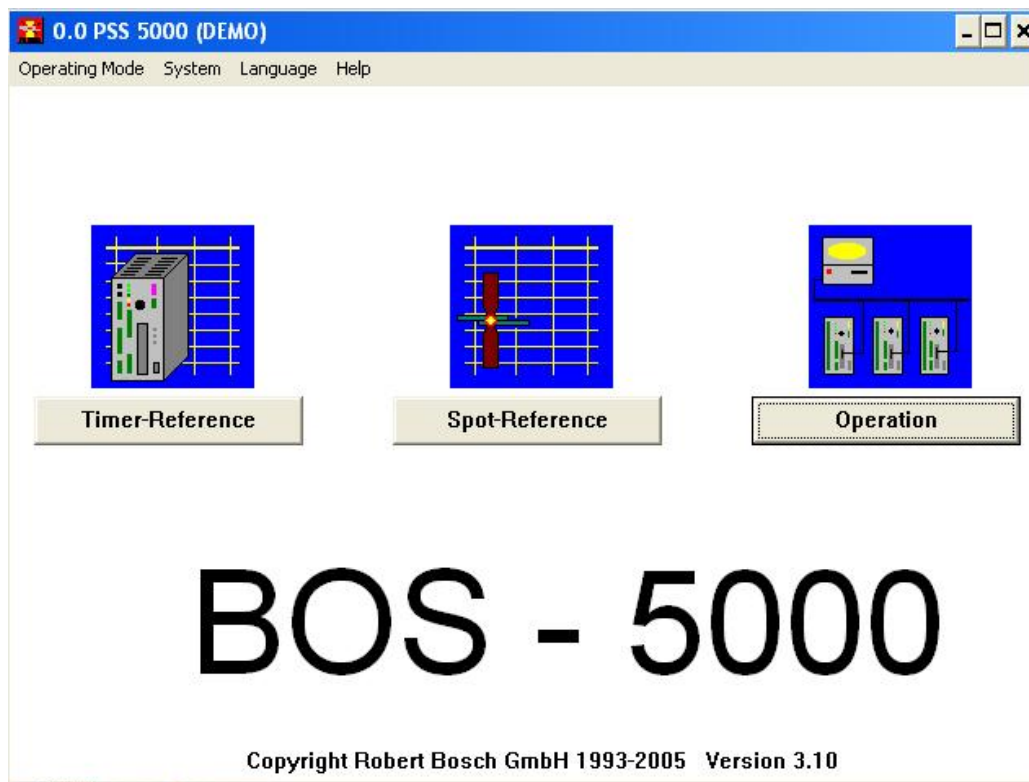 0.0 PSS 5000 (DEMO)
Operating Mode System Language Help
Timer-Reference Spot-Reference Operation
BOS - 5000
Copyright Robert Bosch GmbH 1993-2005 Version 3.10